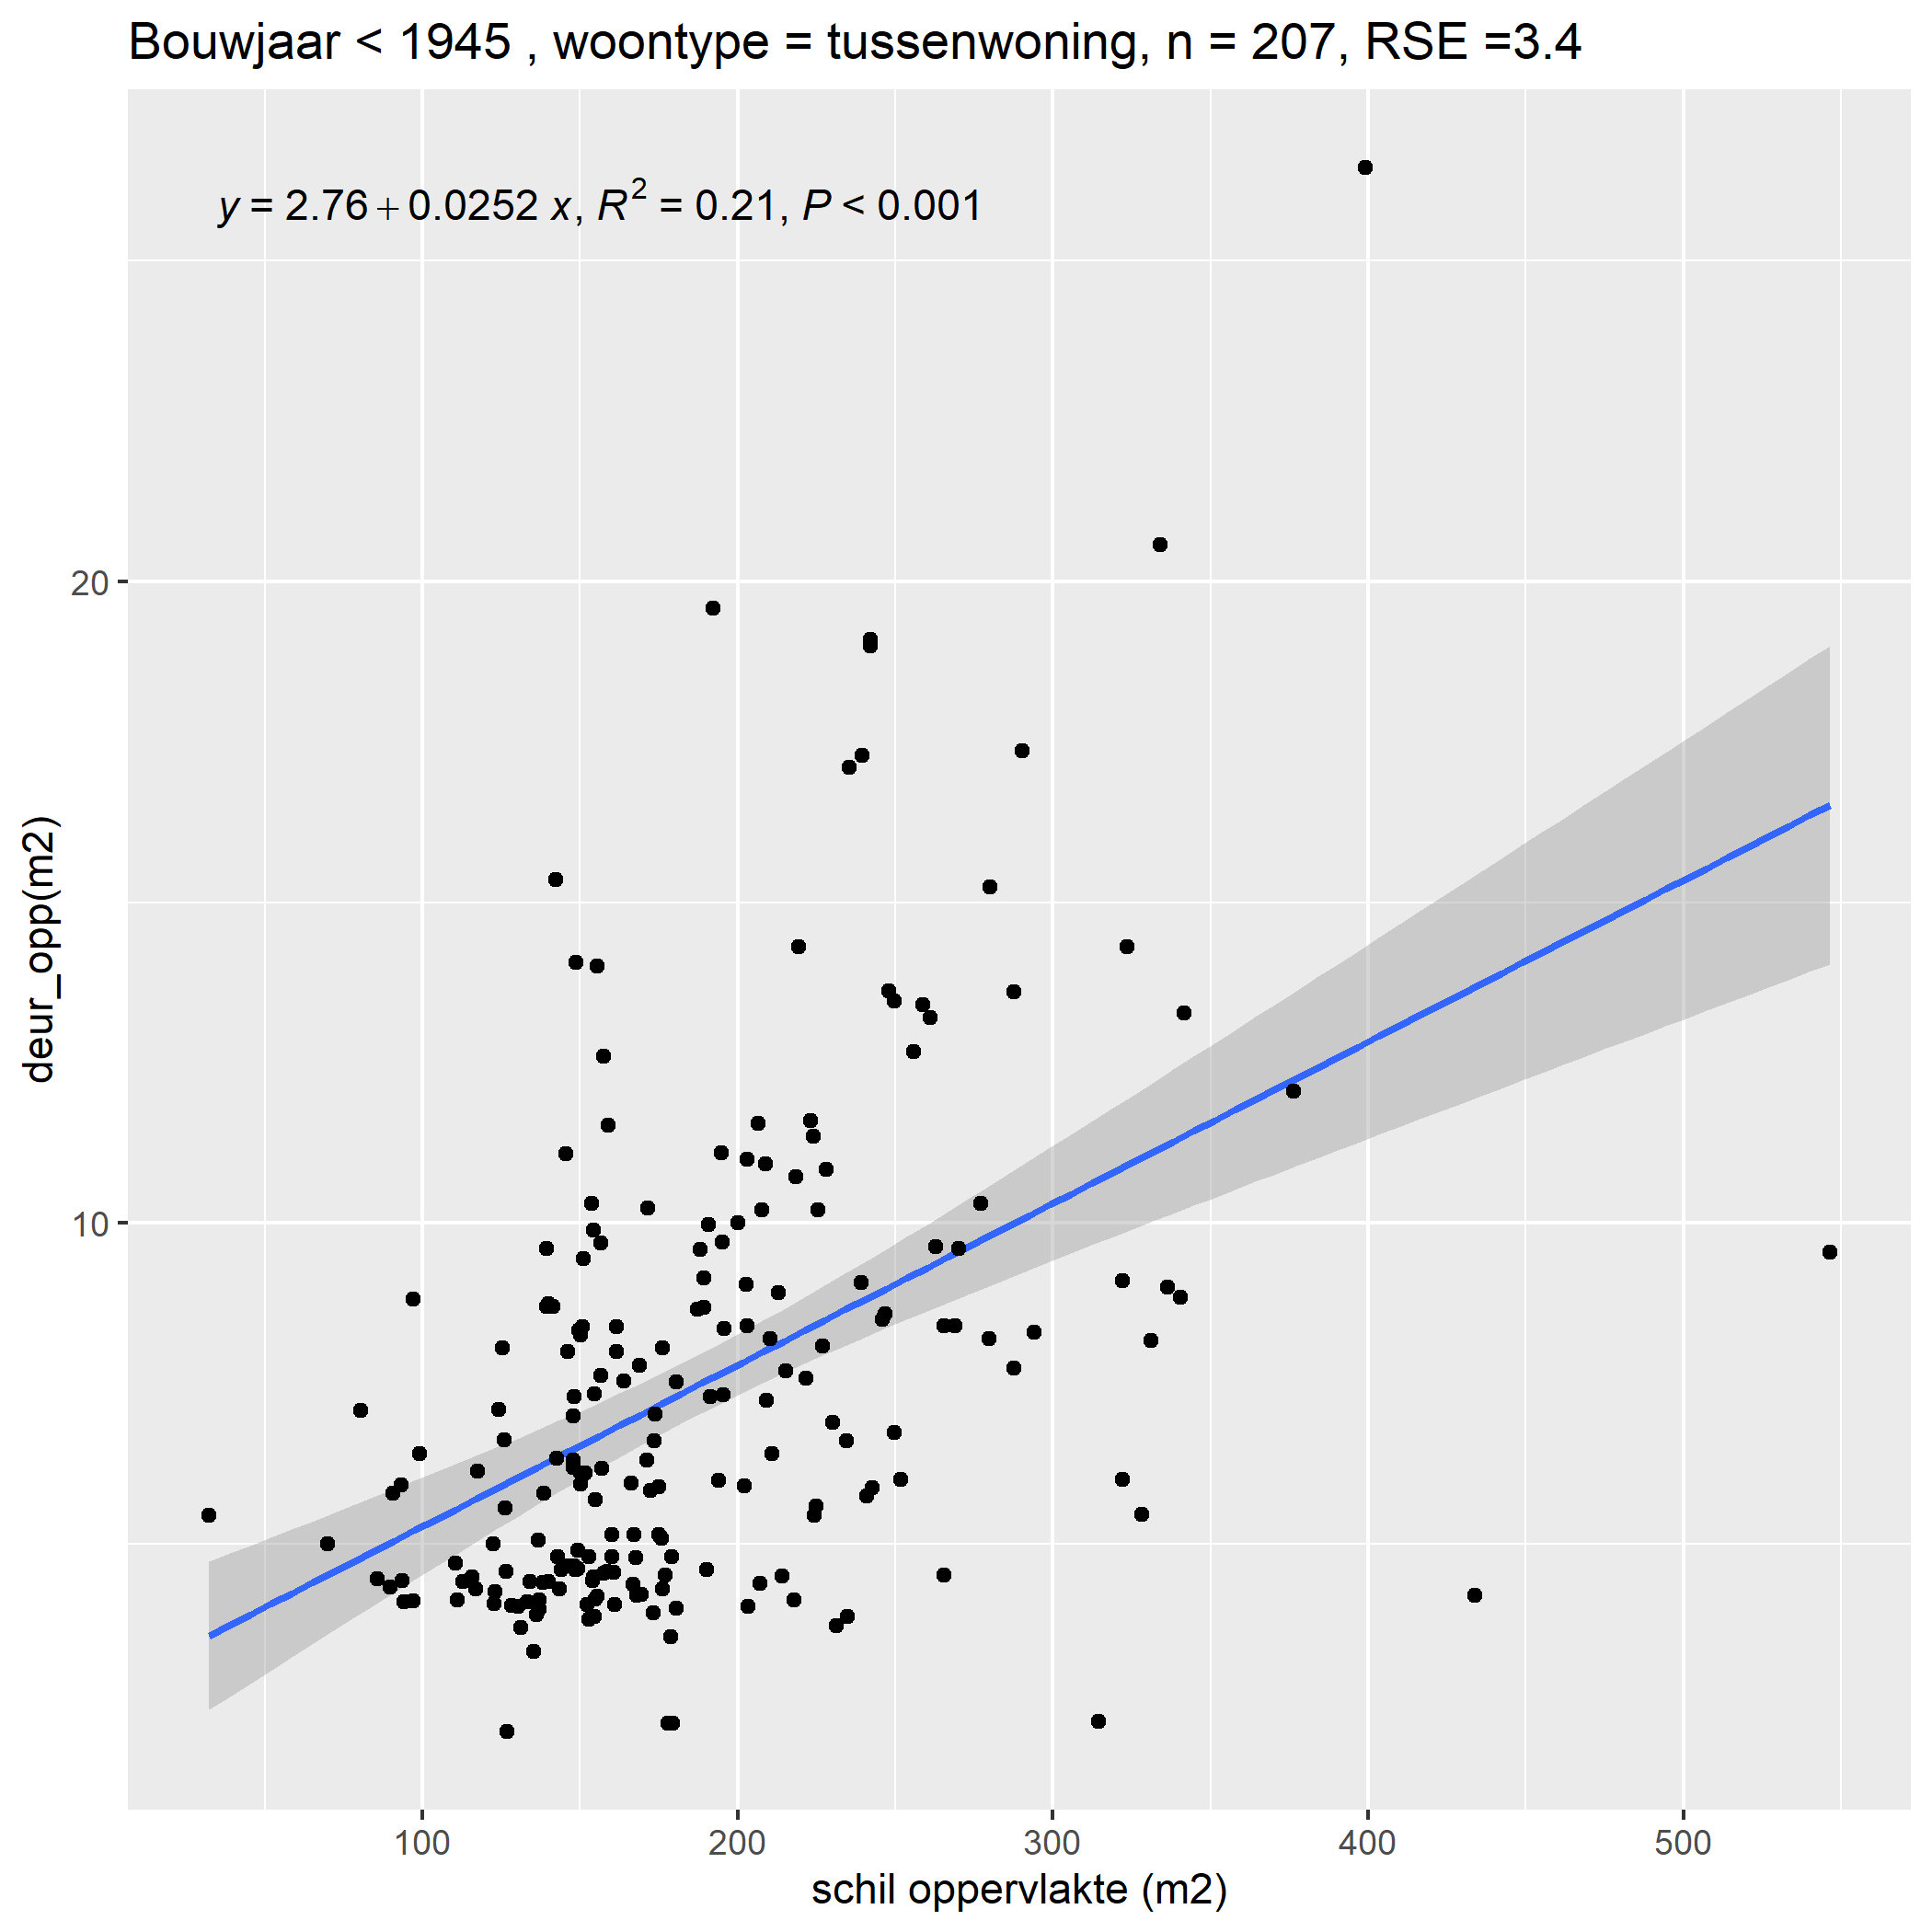 Bouwjaar < 1945 , woontype = tussenwoning, n = 207, RSE =3.4
y = 2.76 + 0.0252 x, R² = 0.21, P < 0.001
20
10
deur_opp(m2)
100 200 300 400 500
schil oppervlakte (m2)